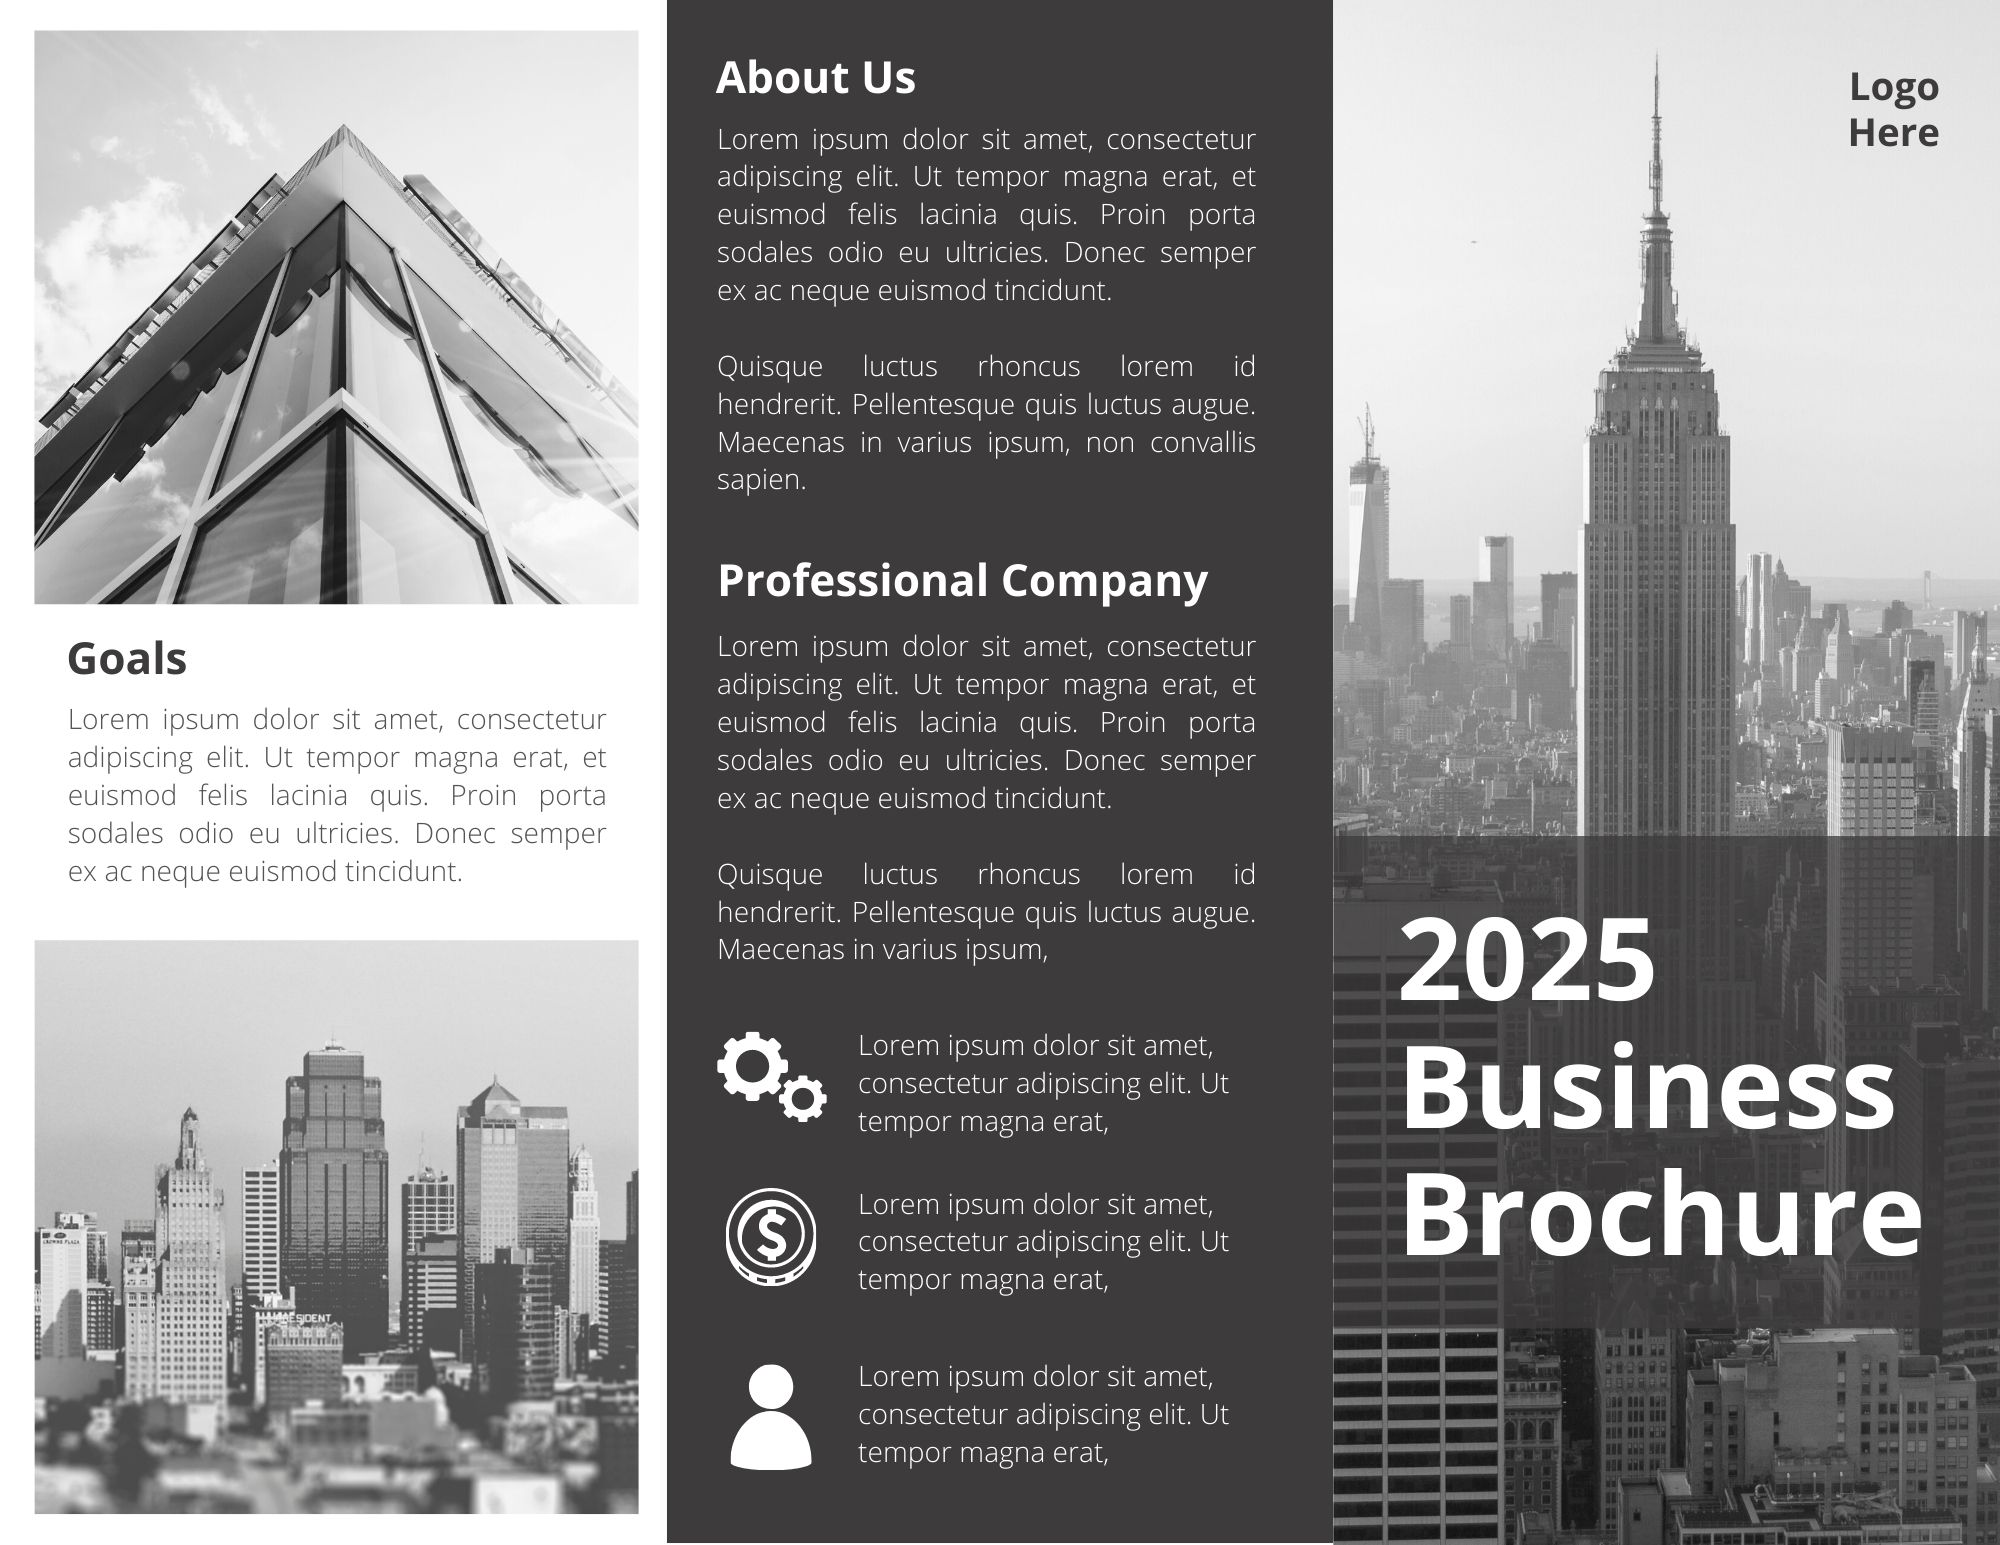 Goals
Lorem ipsum dolor sit amet, consectetur
adipiscing elit. Ut tempor magna erat, et
euismod felis lacinia quis. Proin porta
sodales odio eu ultricies. Donec semper
ex ac neque euismod tincidunt.
About Us
Lorem ipsum dolor sit amet, consectetur
adipiscing elit. Ut tempor magna erat, et
euismod felis lacinia quis. Proin porta
sodales odio eu ultricies. Donec semper
ex ac neque euismod tincidunt.
Quisque luctus rhoncus lorem id
hendrerit. Pellentesque quis luctus augue.
Maecenas in varius ipsum, non convallis
sapien.
Professional Company
Lorem ipsum dolor sit amet, consectetur
adipiscing elit. Ut tempor magna erat, et
euismod felis lacinia quis. Proin porta
sodales odio eu ultricies. Donec semper
ex ac neque euismod tincidunt.
Quisque luctus rhoncus lorem id
hendrerit. Pellentesque quis luctus augue.
Maecenas in varius ipsum,
Lorem ipsum dolor sit amet,
consectetur adipiscing elit. Ut
tempor magna erat,
$
Lorem ipsum dolor sit amet,
consectetur adipiscing elit. Ut
tempor magna erat,
Lorem ipsum dolor sit amet,
consectetur adipiscing elit. Ut
tempor magna erat,
Logo
Here
2025
Business
Brochure